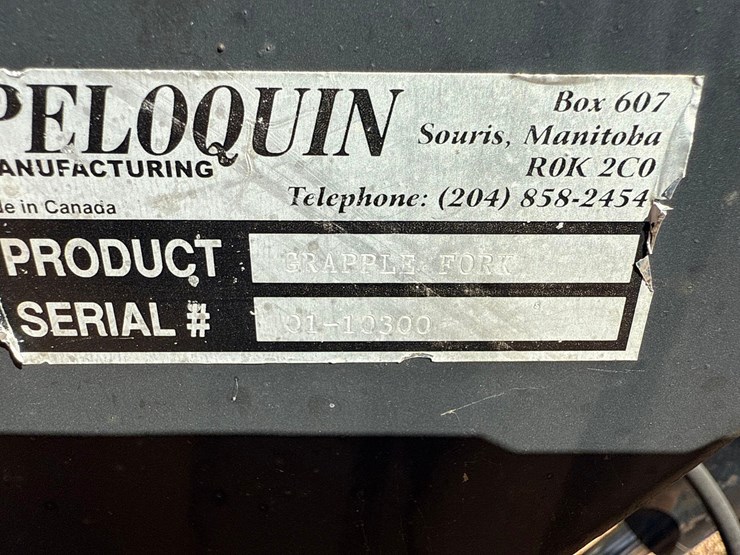 PELOQUIN
MANUFACTURING
de in Canada
Box 607
Souris, Manitoba
R0K 2C0
Telephone: (204) 858-2454
PRODUCT GRAPPLE FORK
SERIAL # 01-10300